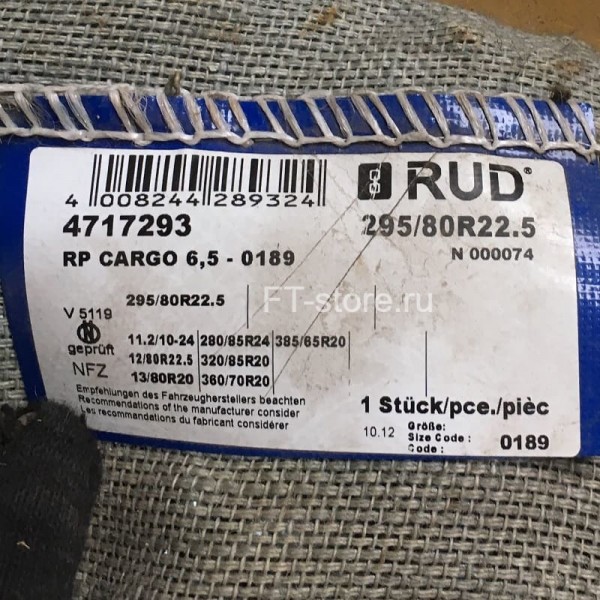 4 008244 289324
RUD®
4717293
295/80R22.5
RP CARGO 6,5 - 0189
N 000074
295/80R22.5
FT-store.ru
V 5119
N
geprüft
NFZ
11.2/10-24 280/85R24 385/65R20
12/80R22.5 320/85R20
13/80R20 360/70R20
Empfehlungen des Fahrzeugherstellers beachten
Recommendations of the manufacturer consider
Les recommandations du fabricant considérer
1 Stück/pce./pièc
10.12
Größe:
Size Code :
Code :
0189